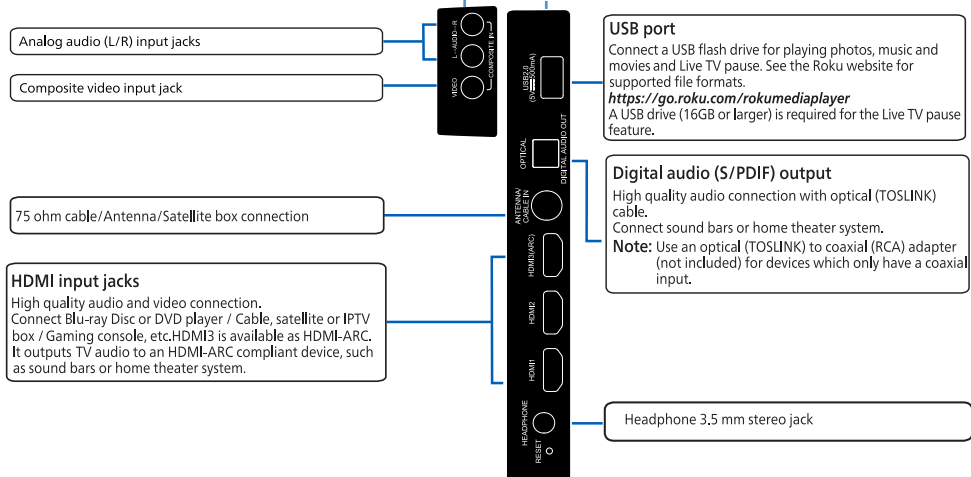 Analog audio (L/R) input jacks
Composite video input jack
L—AUDIO—R
VIDEO
COMPOSITE IN
USB2.0
(5V⎓500mA)
OPTICAL
DIGITAL AUDIO OUT
ANTENNA/
CABLE IN
HDMI3(ARC)
HDMI2
HDMI1
HEADPHONE
RESET
75 ohm cable/Antenna/Satellite box connection
HDMI input jacks
High quality audio and video connection.
Connect Blu-ray Disc or DVD player / Cable, satellite or IPTV
box / Gaming console, etc.HDMI3 is available as HDMI-ARC.
It outputs TV audio to an HDMI-ARC compliant device, such
as sound bars or home theater system.
USB port
Connect a USB flash drive for playing photos, music and
movies and Live TV pause. See the Roku website for
supported file formats.
https://go.roku.com/rokumediaplayer
A USB drive (16GB or larger) is required for the Live TV pause
feature.
Digital audio (S/PDIF) output
High quality audio connection with optical (TOSLINK)
cable.
Connect sound bars or home theater system.
Note: Use an optical (TOSLINK) to coaxial (RCA) adapter
(not included) for devices which only have a coaxial
input.
Headphone 3.5 mm stereo jack